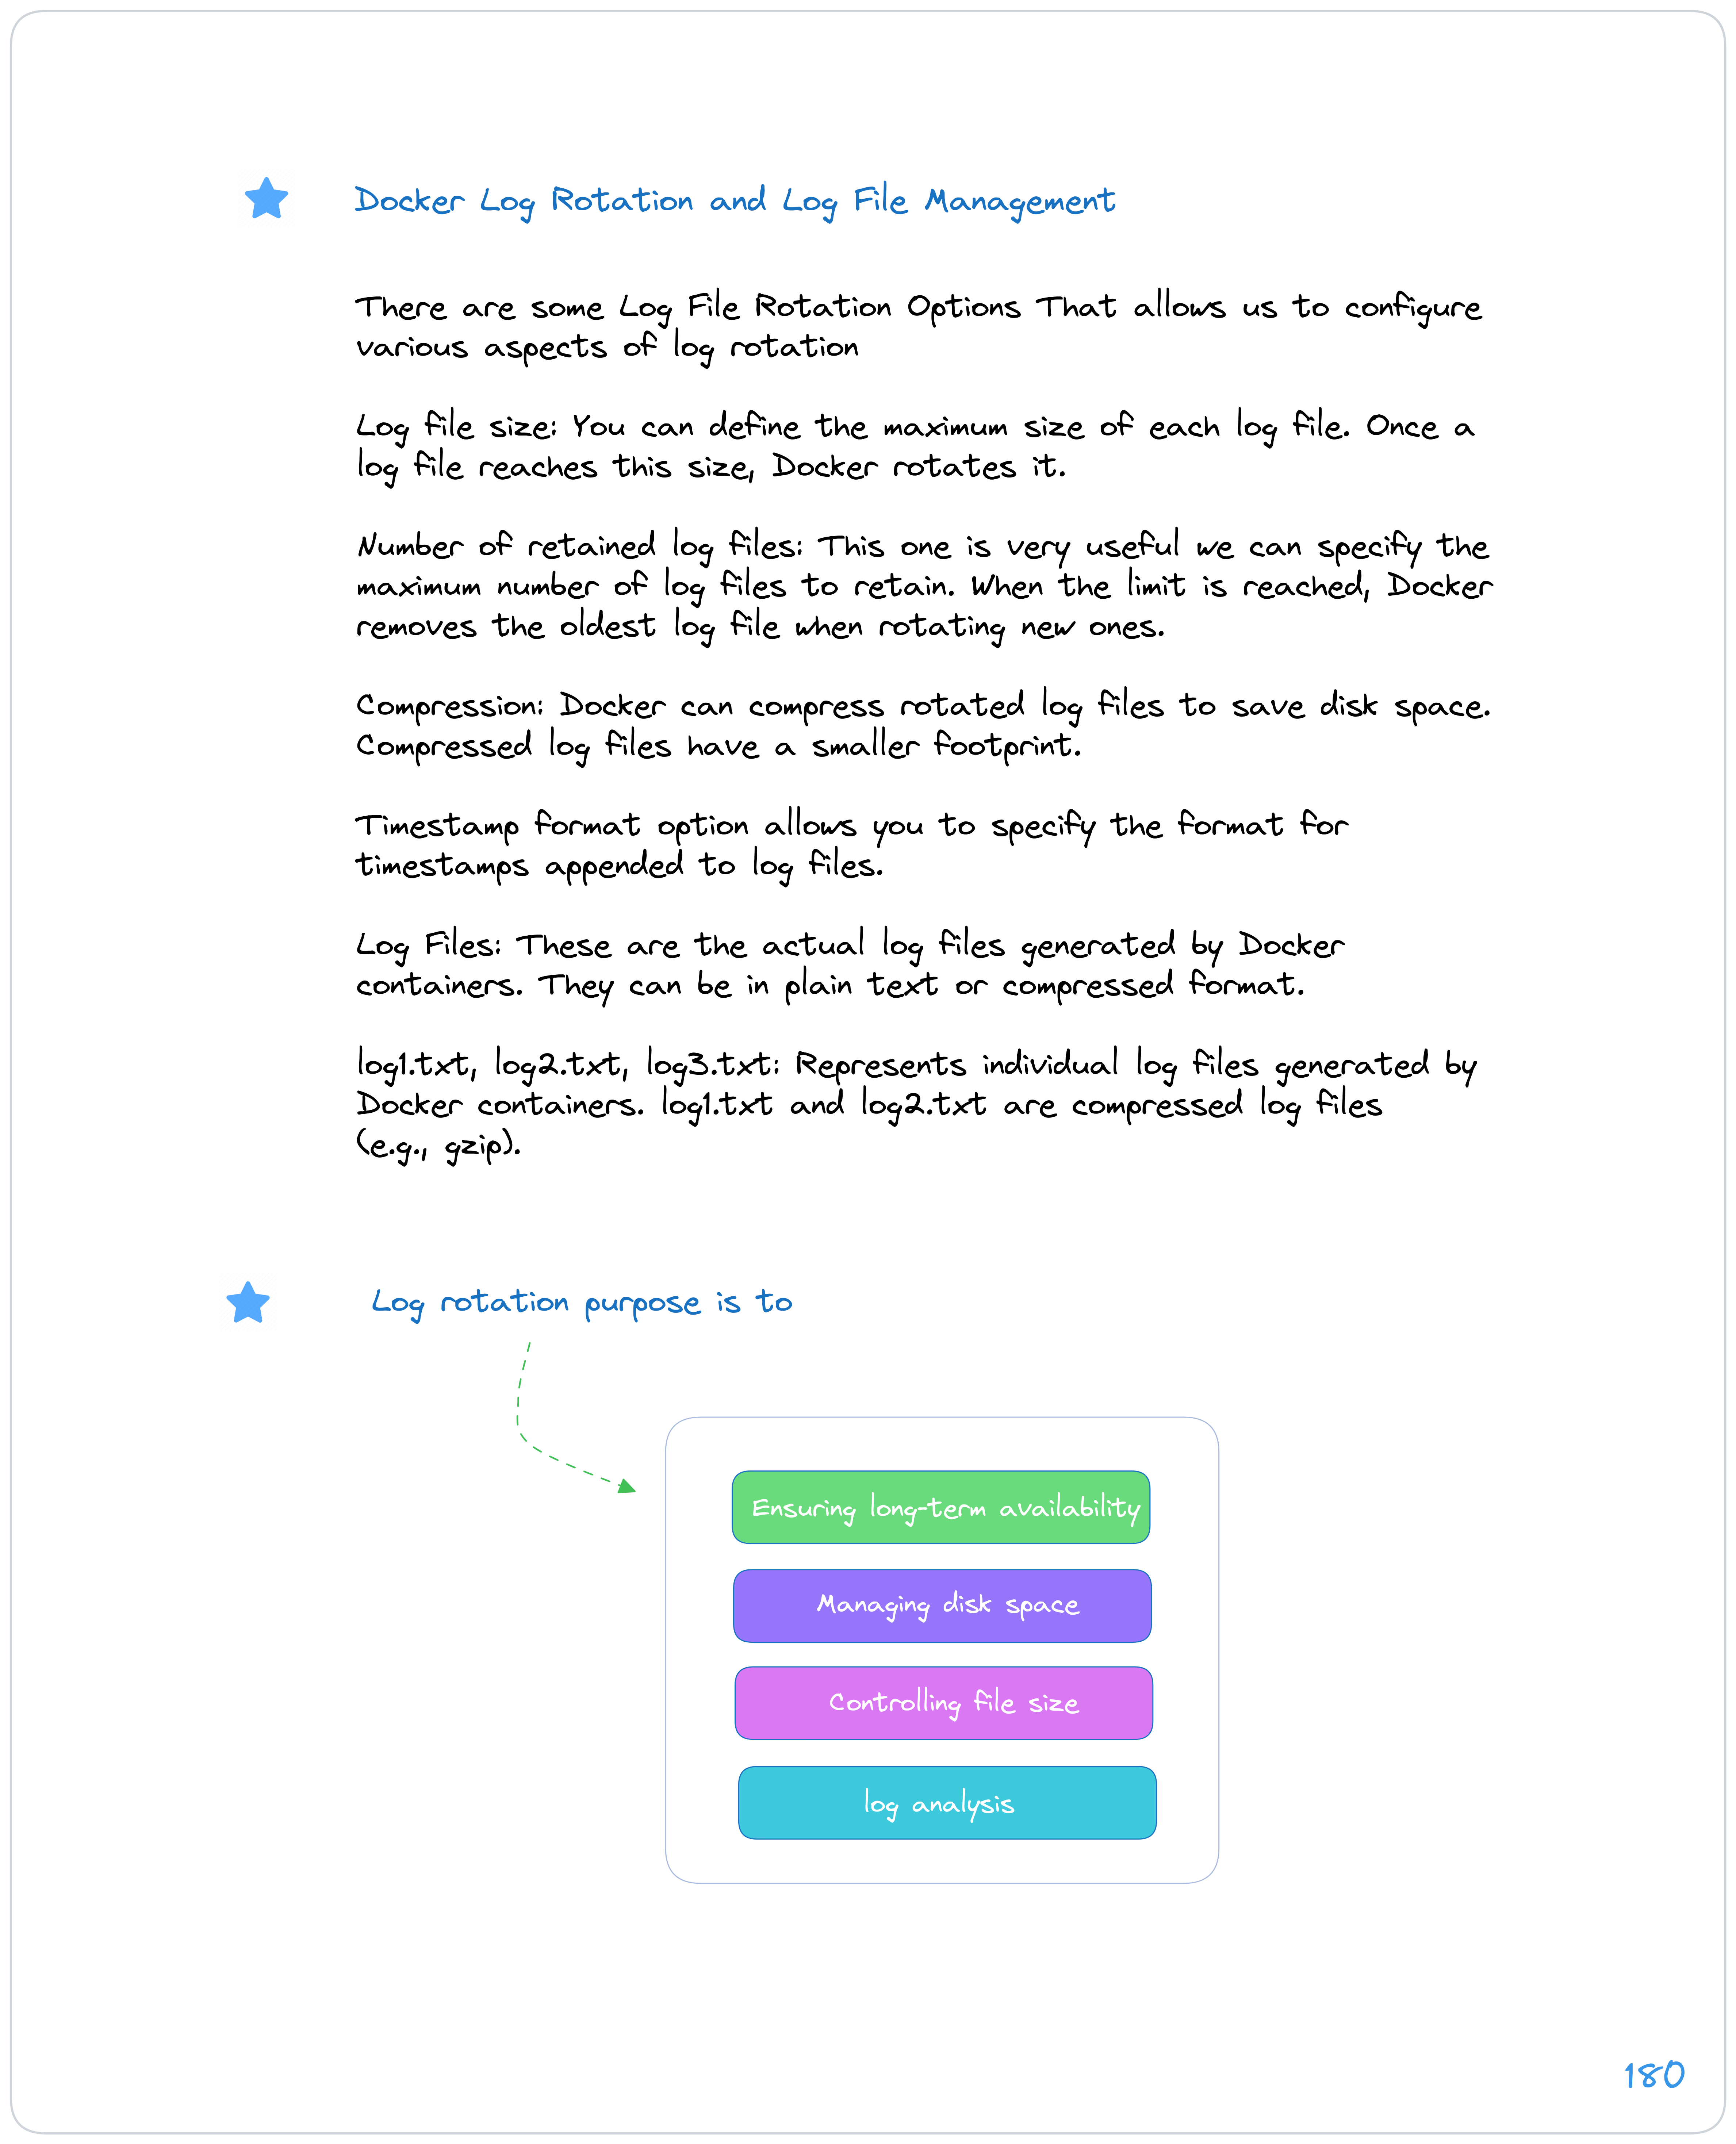 Docker Log Rotation and Log File Management
There are some Log File Rotation Options That allows us to configure
various aspects of log rotation
Log file size: You can define the maximum size of each log file. Once a
log file reaches this size, Docker rotates it.
Number of retained log files: This one is very useful we can specify the
maximum number of log files to retain. When the limit is reached, Docker
removes the oldest log file when rotating new ones.
Compression: Docker can compress rotated log files to save disk space.
Compressed log files have a smaller footprint.
Timestamp format option allows you to specify the format for
timestamps appended to log files.
Log Files: These are the actual log files generated by Docker
containers. They can be in plain text or compressed format.
log1.txt, log2.txt, log3.txt: Represents individual log files generated by
Docker containers. log1.txt and log2.txt are compressed log files
(e.g., gzip).
Log rotation purpose is to
Ensuring long-term availability
Managing disk space
Controlling file size
log analysis
180